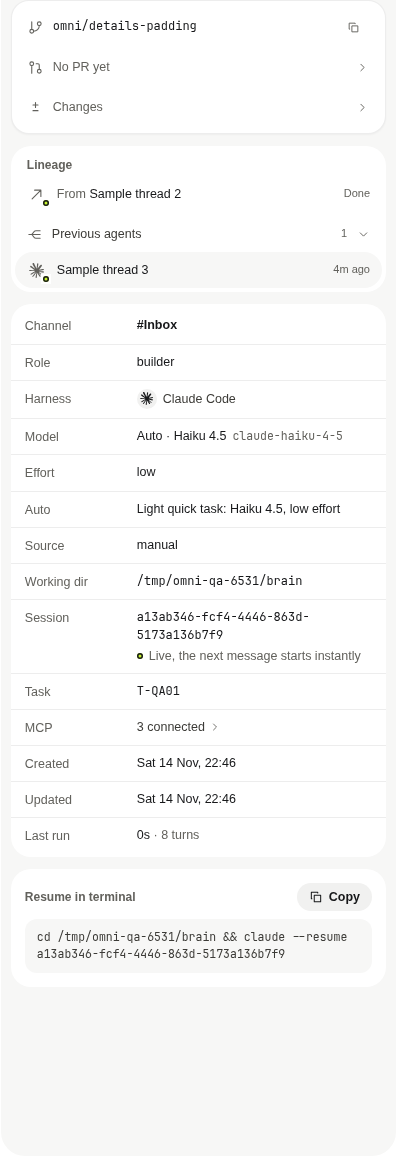 omni/details-padding
No PR yet
Changes
Lineage
From Sample thread 2 Done
Previous agents 1
Sample thread 3 4m ago
Channel #Inbox
Role builder
Harness Claude Code
Model Auto · Haiku 4.5 claude-haiku-4-5
Effort low
Auto Light quick task: Haiku 4.5, low effort
Source manual
Working dir /tmp/omni-qa-6531/brain
Session a13ab346-fcf4-4446-863d-
5173a136b7f9
Live, the next message starts instantly
Task T-QA01
MCP 3 connected
Created Sat 14 Nov, 22:46
Updated Sat 14 Nov, 22:46
Last run 0s · 8 turns
Resume in terminal Copy
cd /tmp/omni-qa-6531/brain && claude --resume
a13ab346-fcf4-4446-863d-5173a136b7f9